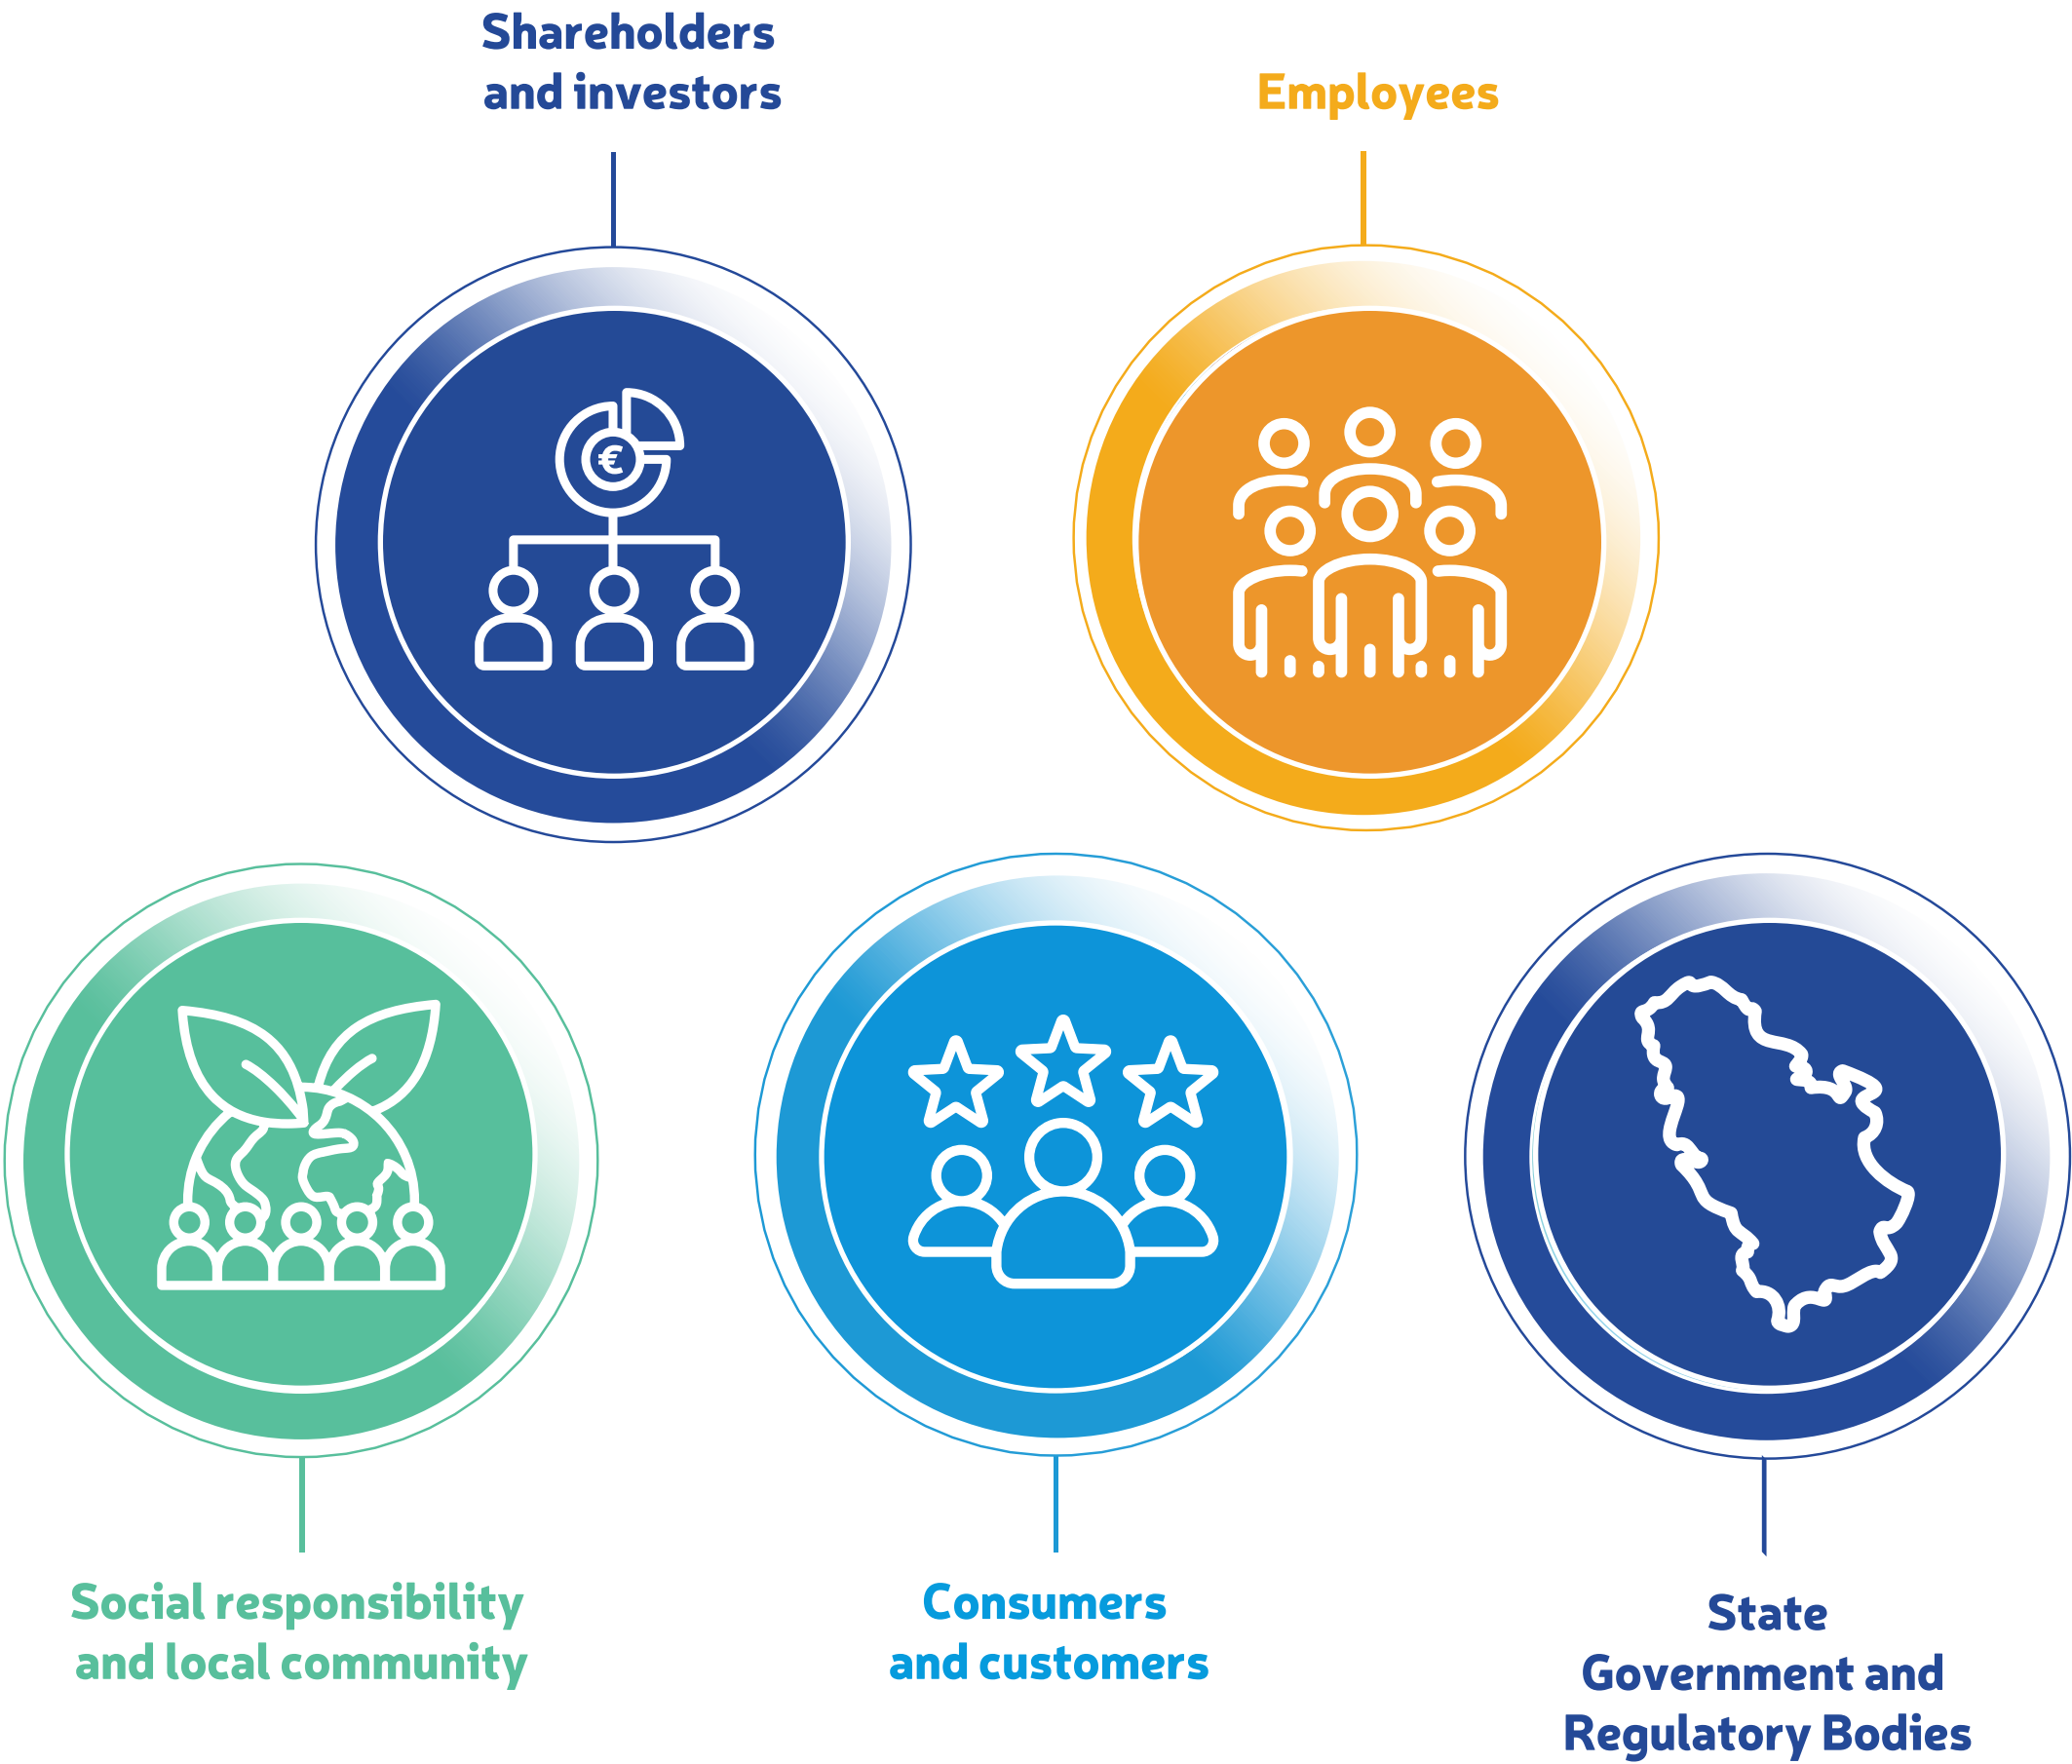 Shareholders
and investors
Employees
€
Social responsibility
and local community
Consumers
and customers
State
Government and
Regulatory Bodies